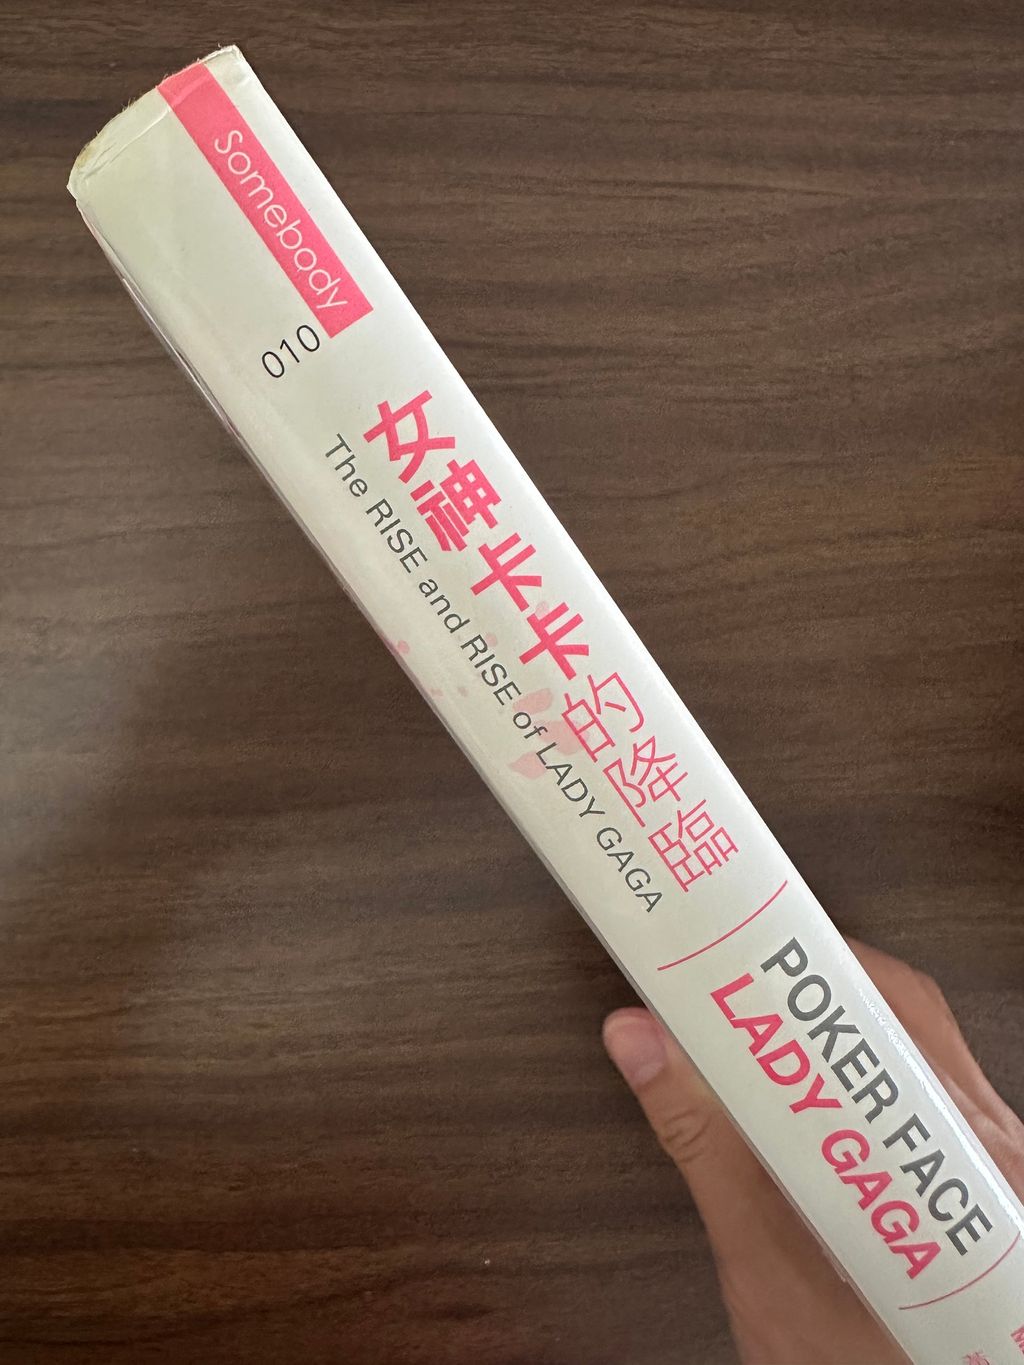 Somebody
010
女神卡卡的降臨
The RISE and RISE of LADY GAGA
POKER FACE
LADY GAGA